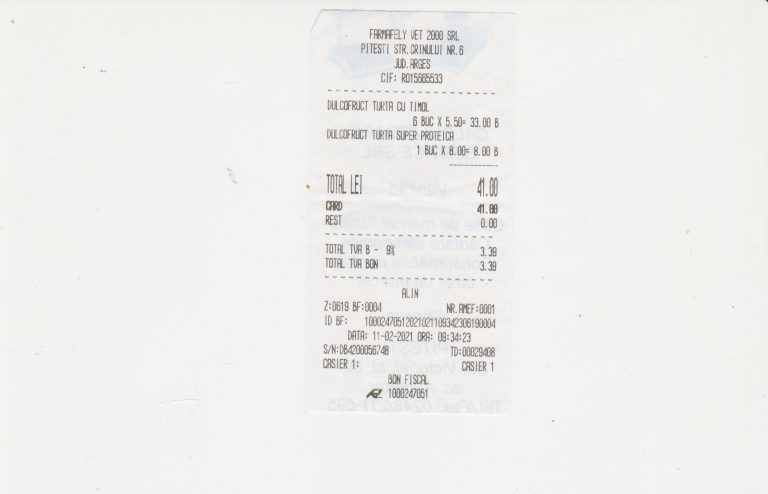 FARMAFELY VET 2000 SRL
PITESTI STR.CRINULUI NR.6
JUD.ARGES
CIF: RO15665533
DULCOFRUCT TURTA CU TIMOL
6 BUC X 5.50= 33.00 B
DULCOFRUCT TURTA SUPER PROTEICA
1 BUC X 8.00= 8.00 B
TOTAL LEI 41.00
CARD 41.00
REST 0.00
TOTAL TVA B - 9% 3.39
TOTAL TVA BON 3.39
ALIN
Z:0619 BF:0004 NR.AMEF:0001
ID BF: 10002470512021021109342306190004
DATA: 11-02-2021 ORA: 09:34:23
S/N:DB4200056748 TD:00029408
CASIER 1: CASIER 1
BON FISCAL
1000247051